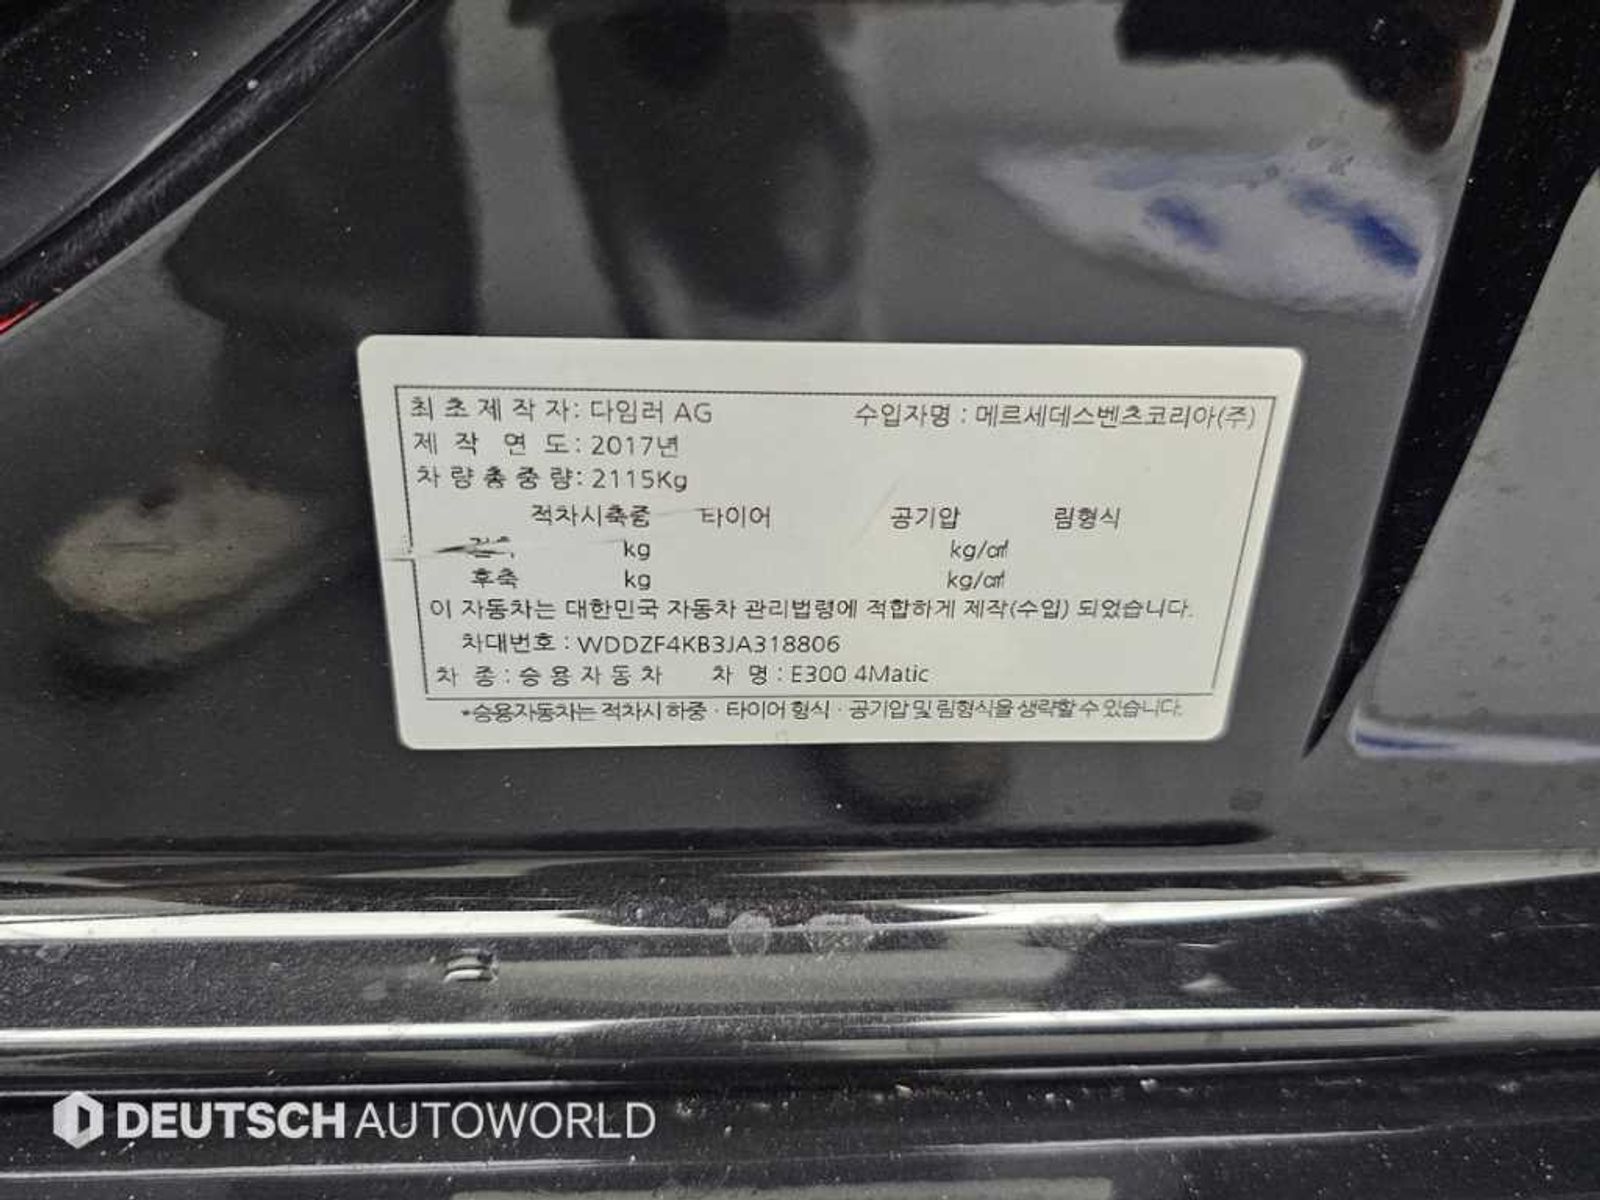 최초제작자: 다임러 AG 수입자명 : 메르세데스벤츠코리아(주)
제 작 연 도: 2017년
차량총중량: 2115Kg
적차시축중 타이어 공기압 림형식
kg kg/㎠
후축 kg kg/㎠
이 자동차는 대한민국 자동차 관리법령에 적합하게 제작(수입) 되었습니다.
차대번호 : WDDZF4KB3JA318806
차 종 : 승용자동차 차 명 : E300 4Matic
*승용자동차는 적차시 하중 · 타이어 형식 · 공기압 및 림형식을 생략할 수 있습니다.
DEUTSCH AUTOWORLD